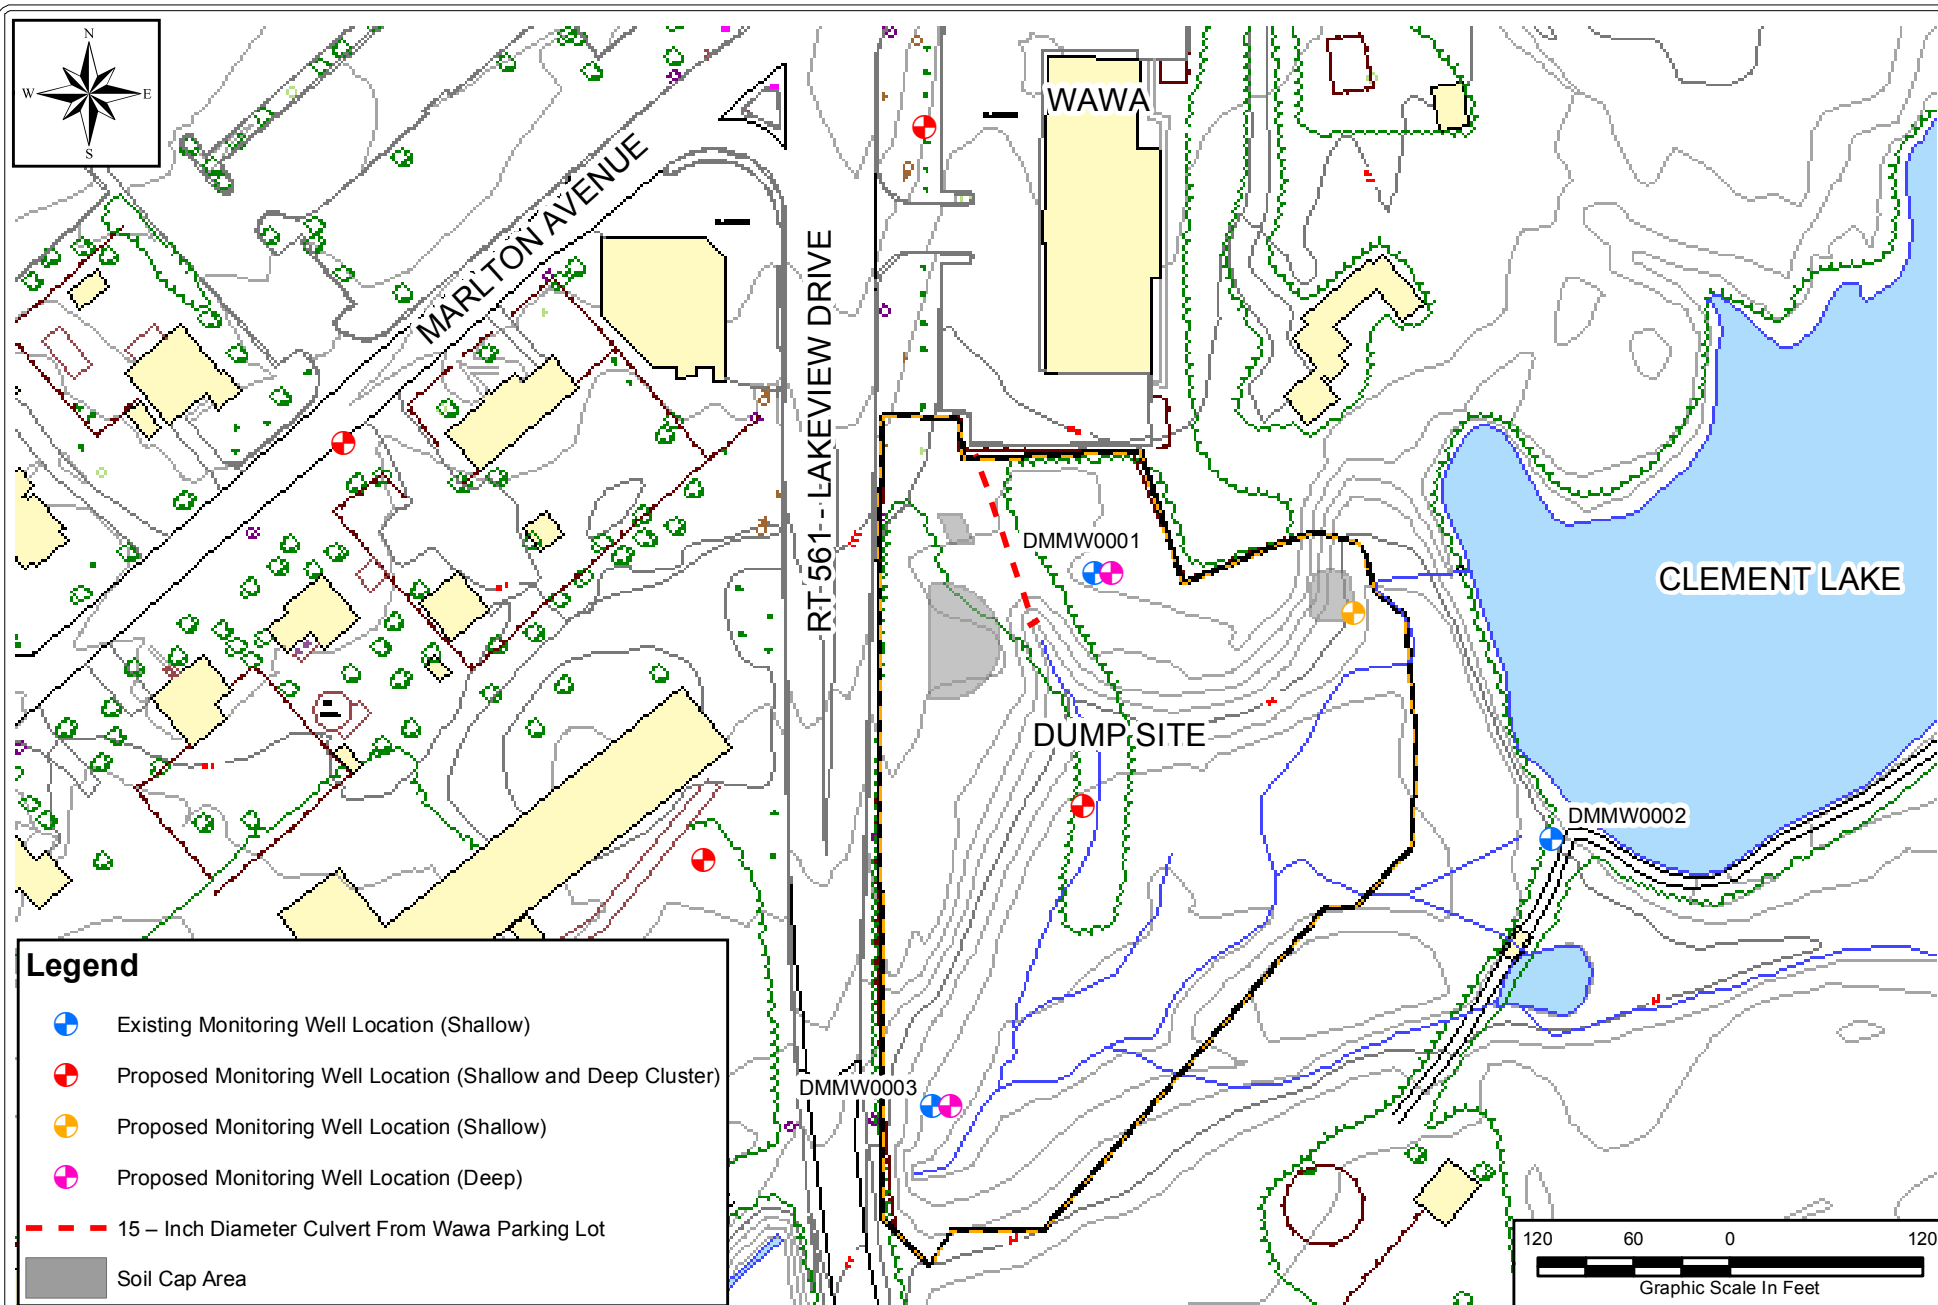 N
W E
S
WAWA
MARLTON AVENUE
RT-561 - LAKEVIEW DRIVE
DMMW0001
CLEMENT LAKE
DUMP SITE
DMMW0002
DMMW0003
Legend
Existing Monitoring Well Location (Shallow)
Proposed Monitoring Well Location (Shallow and Deep Cluster)
Proposed Monitoring Well Location (Shallow)
Proposed Monitoring Well Location (Deep)
15 – Inch Diameter Culvert From Wawa Parking Lot
Soil Cap Area
120 60 0 120
Graphic Scale In Feet